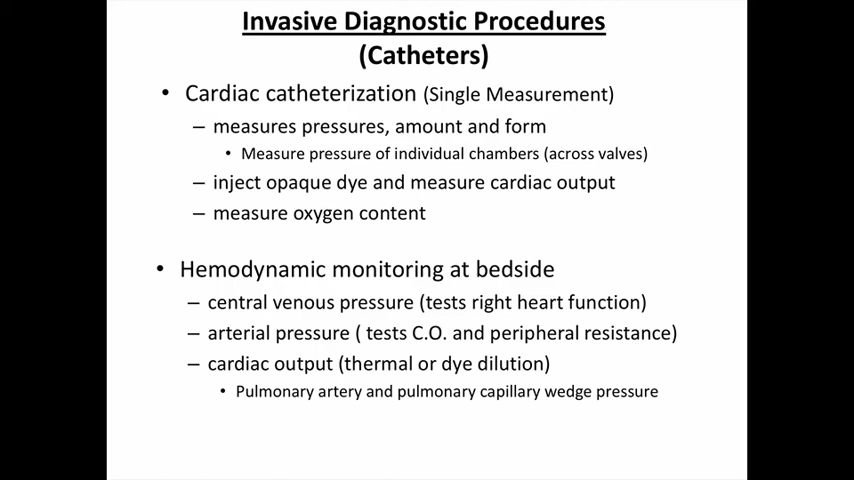 Invasive Diagnostic Procedures
(Catheters)
• Cardiac catheterization (Single Measurement)
– measures pressures, amount and form
• Measure pressure of individual chambers (across valves)
– inject opaque dye and measure cardiac output
– measure oxygen content
• Hemodynamic monitoring at bedside
– central venous pressure (tests right heart function)
– arterial pressure ( tests C.O. and peripheral resistance)
– cardiac output (thermal or dye dilution)
• Pulmonary artery and pulmonary capillary wedge pressure